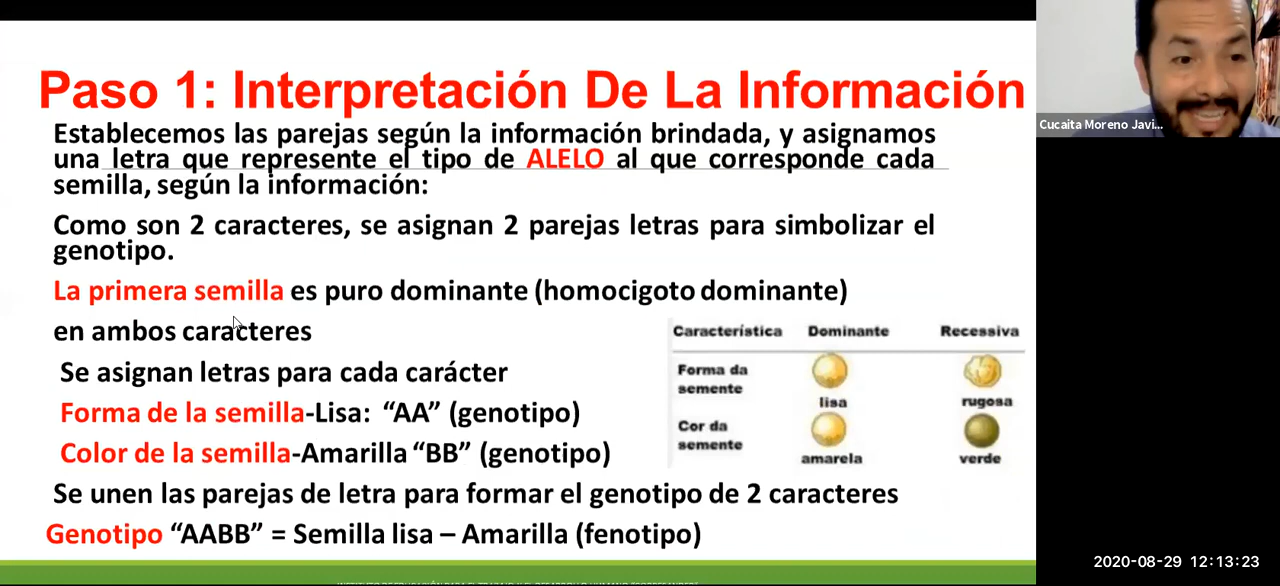 Paso 1: Interpretación De La Información
Establecemos las parejas según la información brindada, y asignamos
una letra que represente el tipo de ALELO al que corresponde cada
semilla, según la información:
Como son 2 caracteres, se asignan 2 parejas letras para simbolizar el
genotipo.
La primera semilla es puro dominante (homocigoto dominante)
en ambos caracteres
Se asignan letras para cada carácter
Forma de la semilla-Lisa: “AA” (genotipo)
Color de la semilla-Amarilla “BB” (genotipo)
Se unen las parejas de letra para formar el genotipo de 2 caracteres
Genotipo “AABB” = Semilla lisa – Amarilla (fenotipo)
Característica Dominante Recessiva
Forma da
semente
lisa rugosa
Cor da
semente
amarela verde
Cucaita Moreno Javi...
2020-08-29 12:13:23